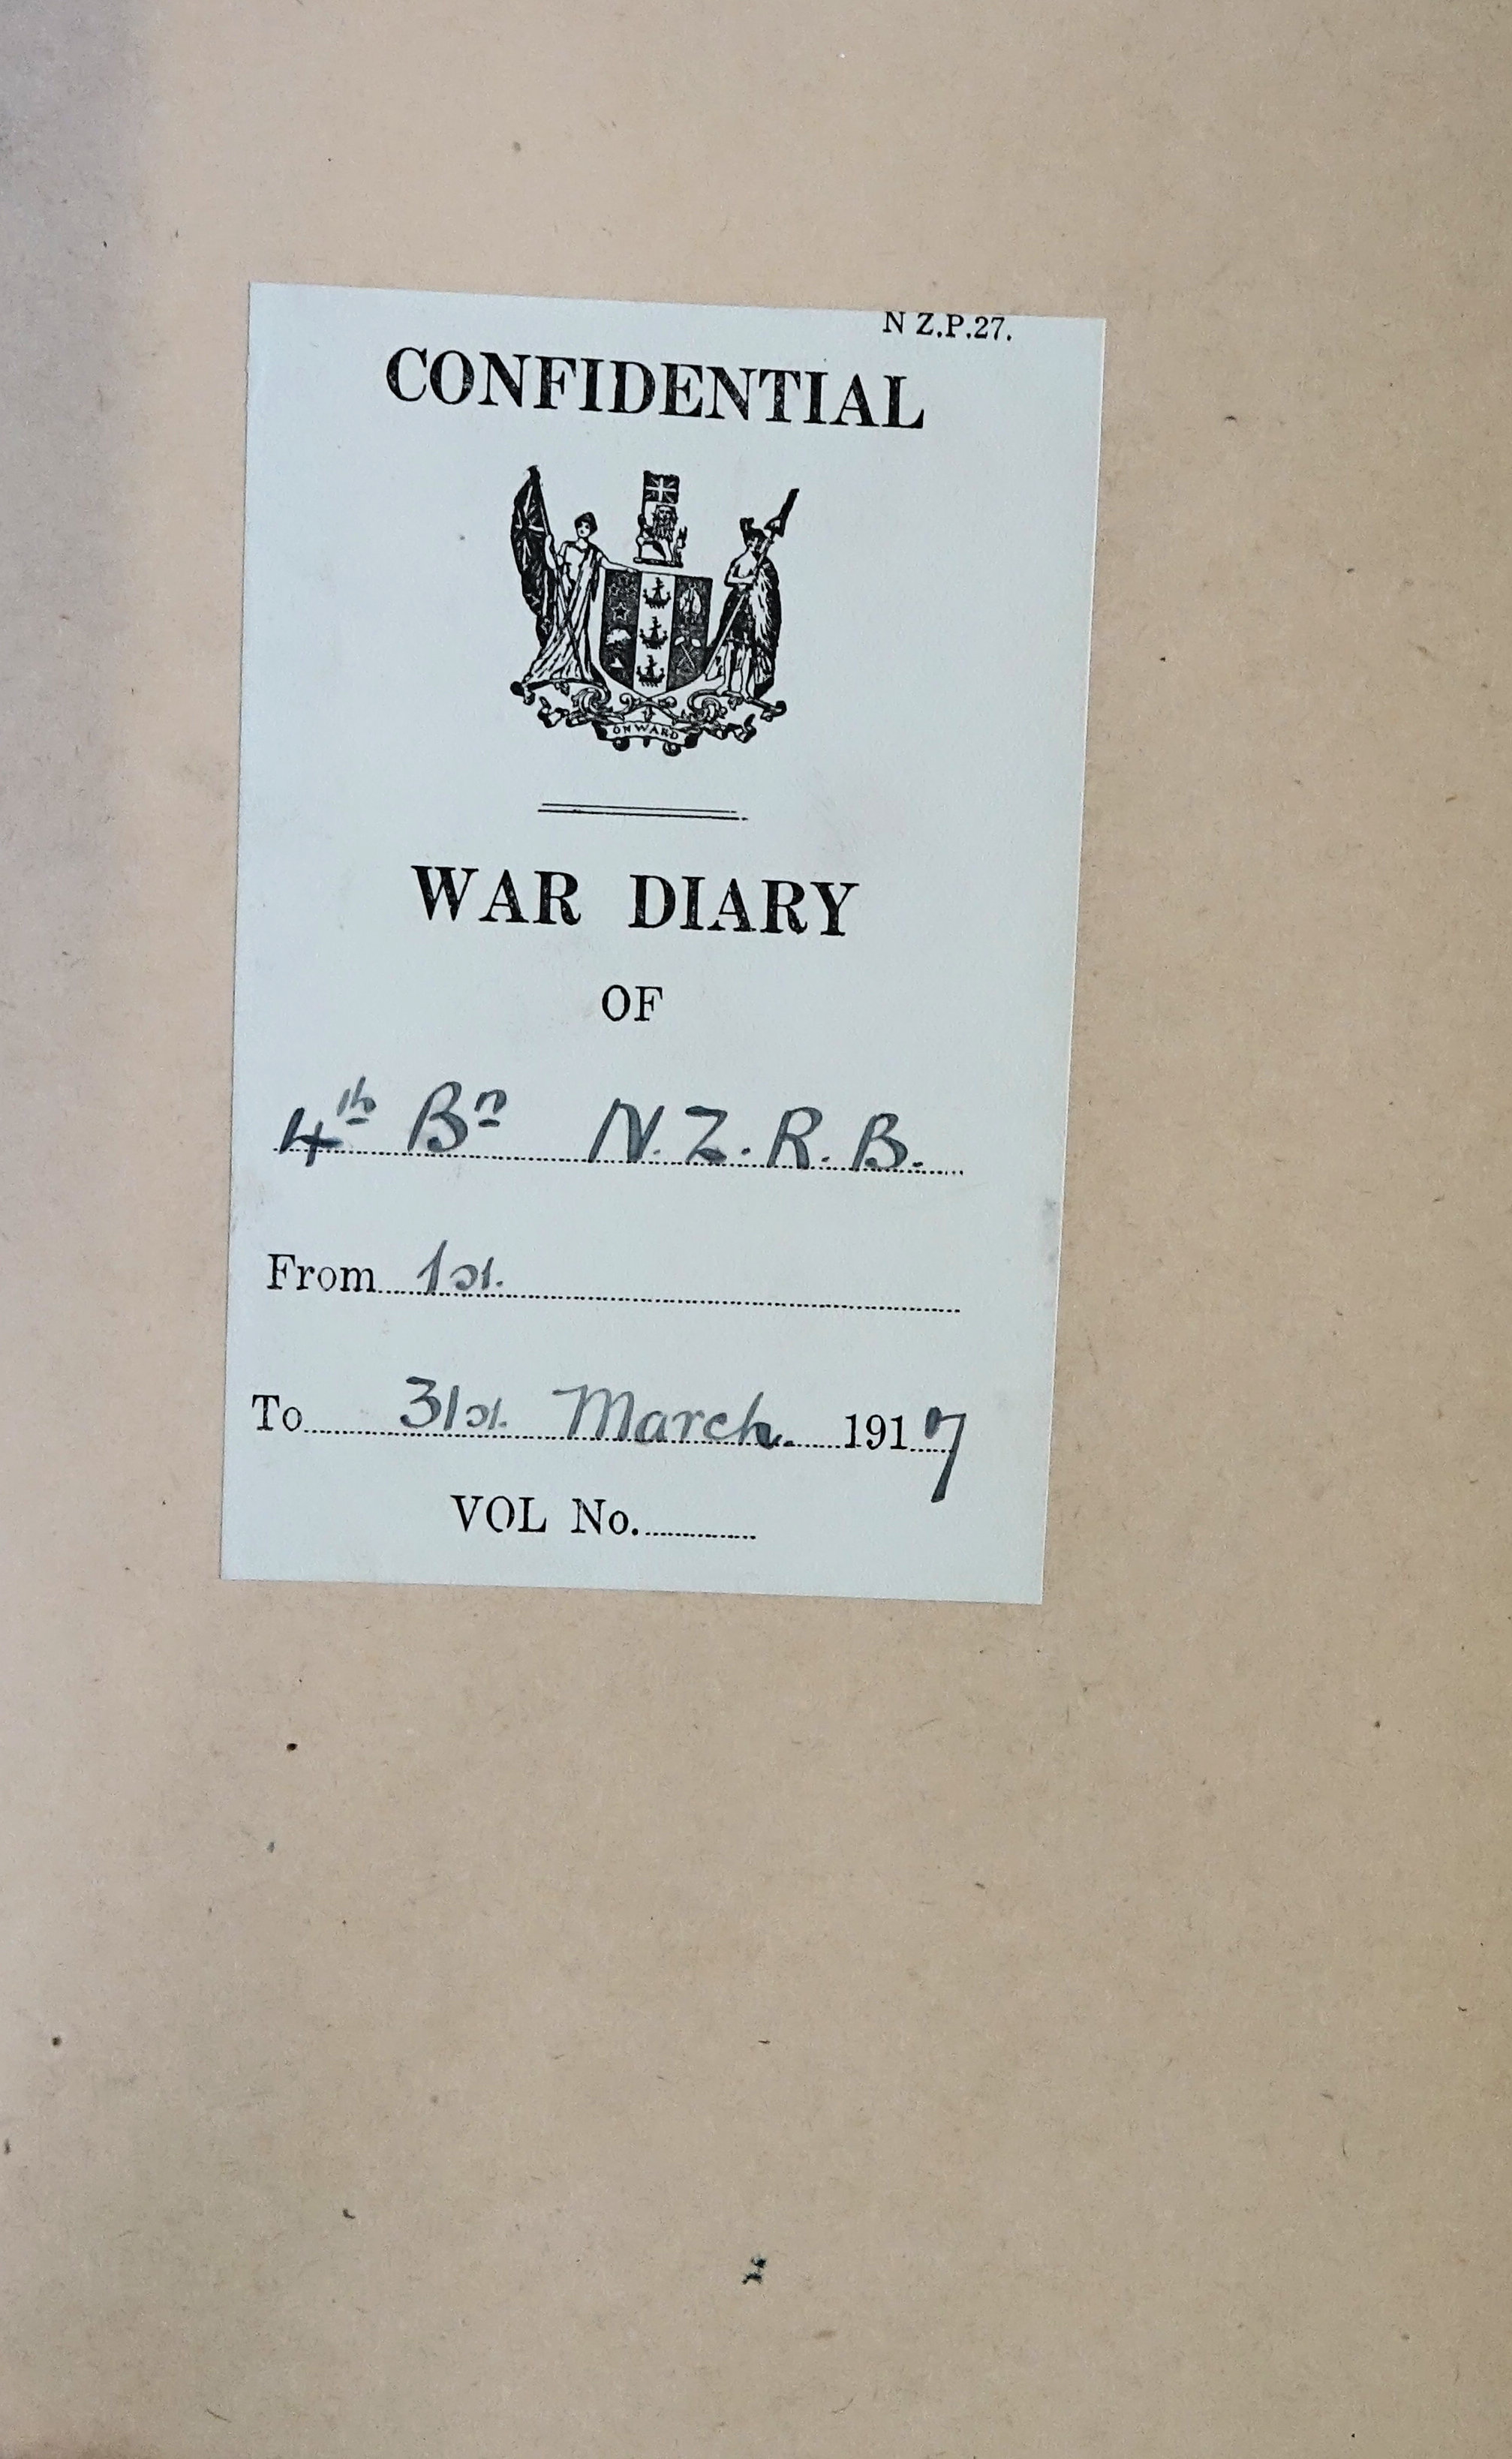 N Z.P.27.
CONFIDENTIAL
ONWARD
WAR DIARY
OF
4th Bn N.Z.R.B.
From 1st.
To 31st. March. 1917
VOL No.